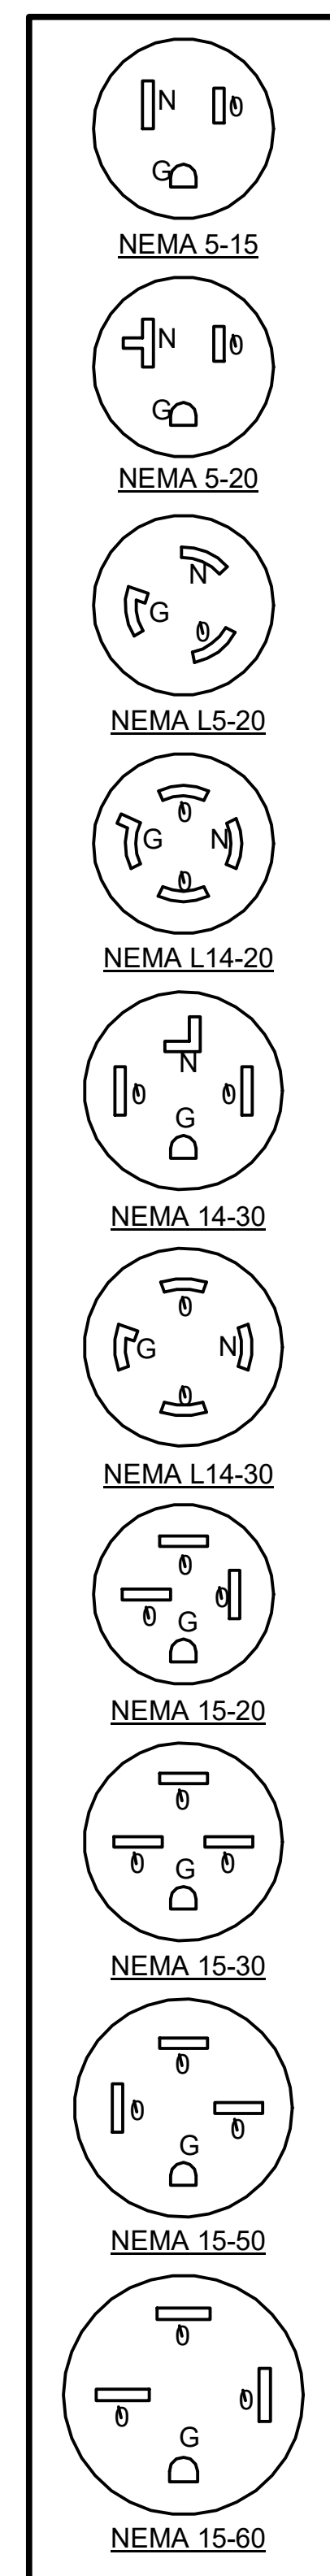 N Ø
G
NEMA 5-15
N Ø
G
NEMA 5-20
N
G
Ø
NEMA L5-20
Ø
G N
Ø
NEMA L14-20
N
Ø Ø
G
NEMA 14-30
Ø
G N
Ø
NEMA L14-30
Ø
Ø Ø
G
NEMA 15-20
Ø
Ø G Ø
NEMA 15-30
Ø
Ø Ø
G
NEMA 15-50
Ø
Ø Ø
G
NEMA 15-60